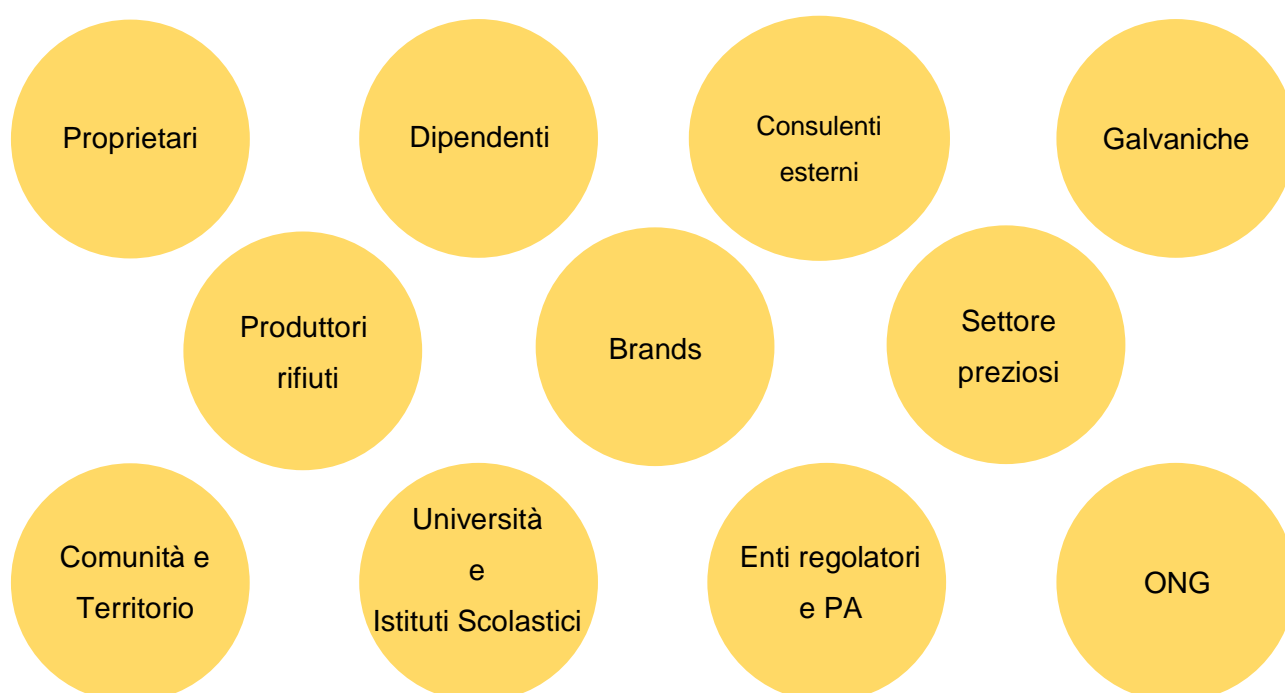 Proprietari
Dipendenti
Consulenti
esterni
Galvaniche
Produttori
rifiuti
Brands
Settore
preziosi
Comunità e
Territorio
Università
e
Istituti Scolastici
Enti regolatori
e PA
ONG